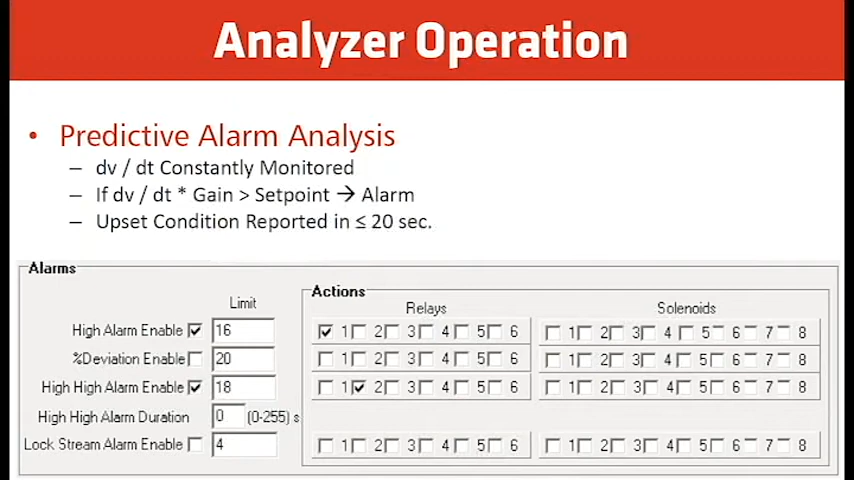 Analyzer Operation
• Predictive Alarm Analysis
– dv / dt Constantly Monitored
– If dv / dt * Gain > Setpoint → Alarm
– Upset Condition Reported in ≤ 20 sec.
Alarms
Actions
Limit Relays Solenoids
High Alarm Enable 16 1 2 3 4 5 6 1 2 3 4 5 6 7 8
%Deviation Enable 20 1 2 3 4 5 6 1 2 3 4 5 6 7 8
High High Alarm Enable 18 1 2 3 4 5 6 1 2 3 4 5 6 7 8
High High Alarm Duration 0 (0-255) s
Lock Stream Alarm Enable 4 1 2 3 4 5 6 1 2 3 4 5 6 7 8